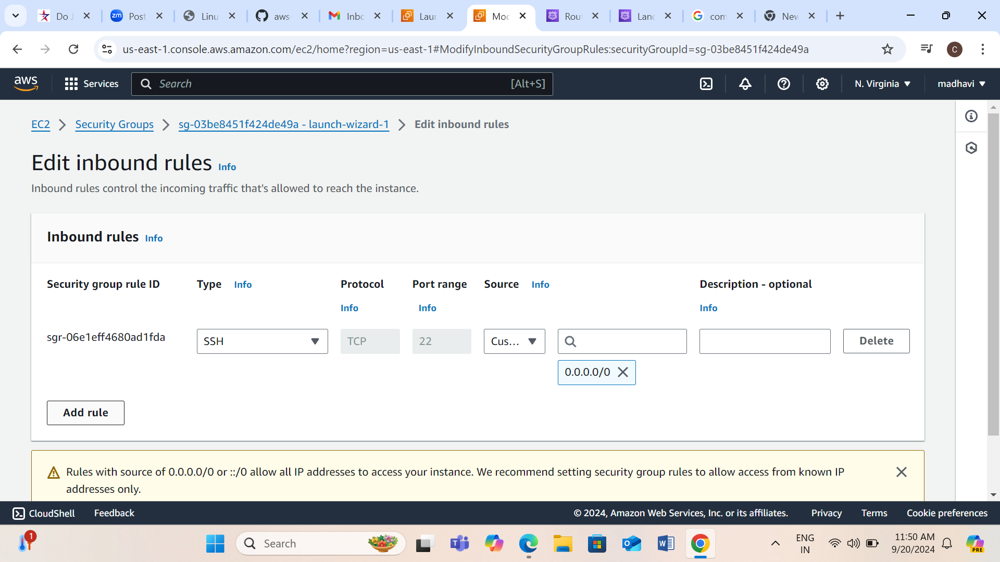 Do J
Post
Linu
aws-
Inbo
Laun
Mod
Rou
Land
com
New
us-east-1.console.aws.amazon.com/ec2/home?region=us-east-1#ModifyInboundSecurityGroupRules:securityGroupId=sg-03be8451f424de49a
C
aws Services Search [Alt+S] N. Virginia madhavi
EC2 Security Groups sg-03be8451f424de49a - launch-wizard-1 Edit inbound rules
Edit inbound rules Info
Inbound rules control the incoming traffic that's allowed to reach the instance.
Inbound rules Info
Security group rule ID Type Info Protocol Port range Source Info Description - optional
Info Info Info
sgr-06e1eff4680ad1fda SSH TCP 22 Cus... Delete
0.0.0.0/0
Add rule
Rules with source of 0.0.0.0/0 or ::/0 allow all IP addresses to access your instance. We recommend setting security group rules to allow access from known IP
addresses only.
CloudShell Feedback © 2024, Amazon Web Services, Inc. or its affiliates. Privacy Terms Cookie preferences
1 Search ENG 11:50 AM
IN 9/20/2024 PRE